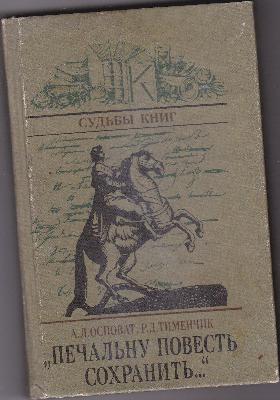 СУДЬБЫ КНИГ
А.Л.ОСПОВАТ, Р.Д.ТИМЕНЧИК
„ПЕЧАЛЬНУ ПОВЕСТЬ
СОХРАНИТЬ..."